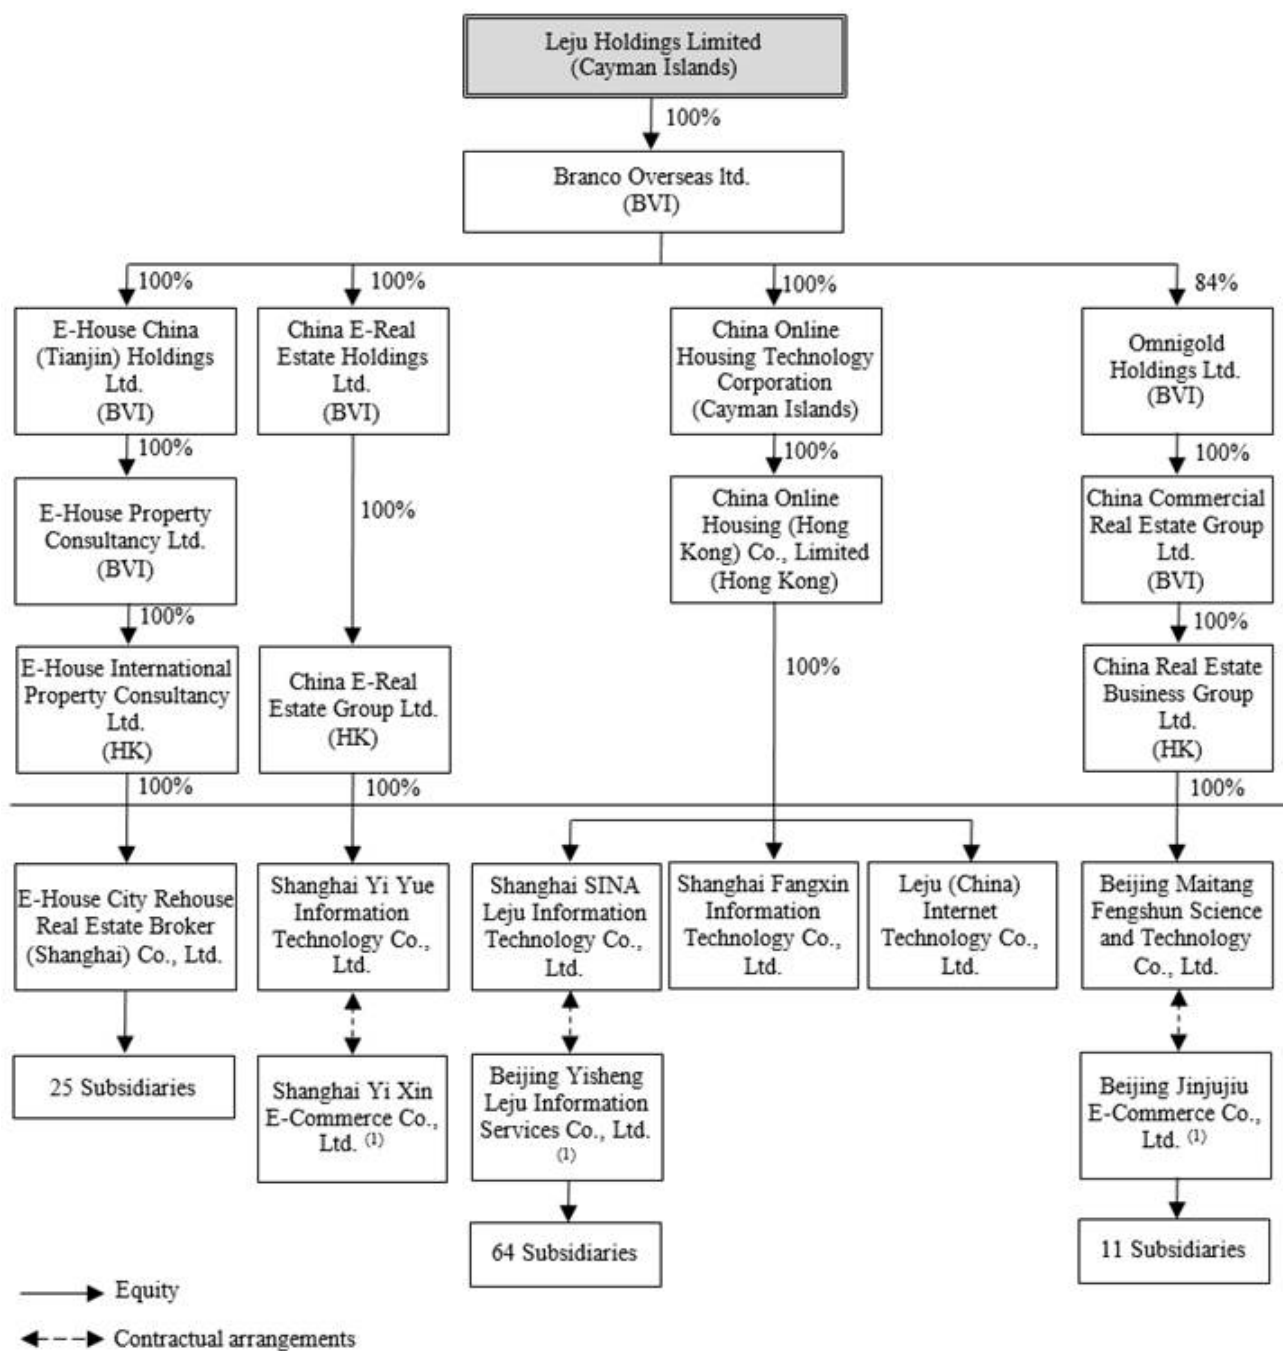 Leju Holdings Limited
(Cayman Islands)
100%
Branco Overseas ltd.
(BVI)
100%
100%
100%
84%
E-House China
(Tianjin) Holdings
Ltd.
(BVI)
China E-Real
Estate Holdings
Ltd.
(BVI)
China Online
Housing Technology
Corporation
(Cayman Islands)
Omnigold
Holdings Ltd.
(BVI)
100%
100%
100%
E-House Property
Consultancy Ltd.
(BVI)
100%
China Online
Housing (Hong
Kong) Co., Limited
(Hong Kong)
China Commercial
Real Estate Group
Ltd.
(BVI)
100%
100%
E-House International
Property Consultancy
Ltd.
(HK)
China E-Real
Estate Group Ltd.
(HK)
100%
China Real Estate
Business Group
Ltd.
(HK)
100%
100%
100%
E-House City Rehouse
Real Estate Broker
(Shanghai) Co., Ltd.
Shanghai Yi Yue
Information
Technology Co.,
Ltd.
Shanghai SINA
Leju Information
Technology Co.,
Ltd.
Shanghai Fangxin
Information
Technology Co.,
Ltd.
Leju (China)
Internet
Technology Co.,
Ltd.
Beijing Maitang
Fengshun Science
and Technology
Co., Ltd.
25 Subsidiaries
Shanghai Yi Xin
E-Commerce Co.,
Ltd. (1)
Beijing Yisheng
Leju Information
Services Co., Ltd.
(1)
Beijing Jinjujiu
E-Commerce Co.,
Ltd. (1)
64 Subsidiaries
11 Subsidiaries
Equity
Contractual arrangements